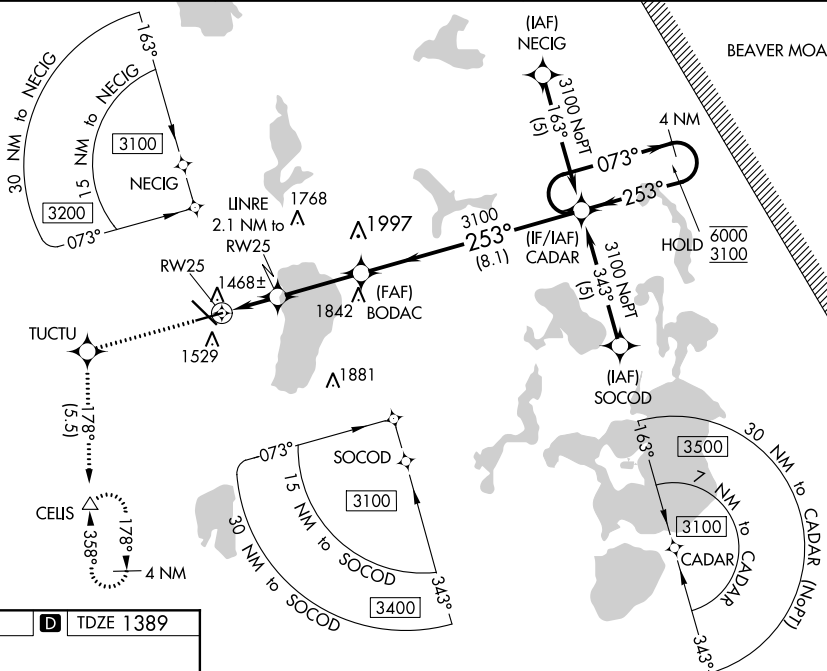 (IAF)
NECIG
BEAVER MOA
163°
30 NM to NECIG
15 NM to NECIG
3100
NECIG
3200
073°
3100 NoPT
163°
(5)
4 NM
073°
253°
HOLD
6000
3100
LINRE
2.1 NM to
RW25
1768
1997
3100
253°
(8.1)
(IF/IAF)
CADAR
RW25
1468±
(FAF)
BODAC
1842
3100 NoPT
343°
(5)
TUCTU
1529
1881
(IAF)
SOCOD
178°
(5.5)
073°
SOCOD
15 NM to SOCOD
3100
30 NM to SOCOD
343°
3400
163°
3500
30 NM to CADAR (NoPT)
7 NM to CADAR
3100
CADAR
343°
CELIS
178°
358°
4 NM
D TDZE 1389